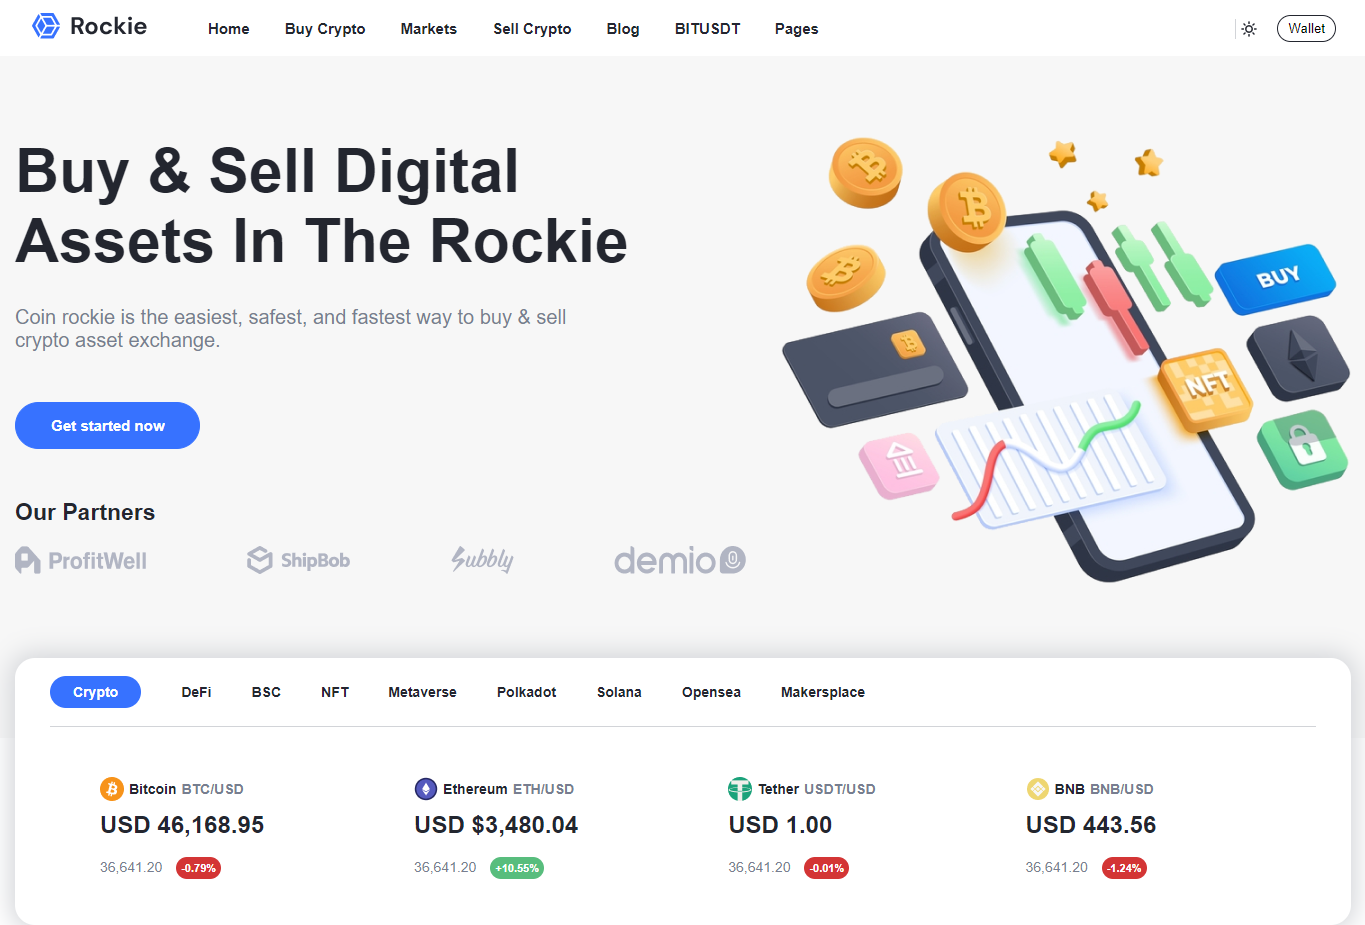 Rockie
Home Buy Crypto Markets Sell Crypto Blog BITUSDT Pages
Wallet
Buy & Sell Digital
Assets In The Rockie
Coin rockie is the easiest, safest, and fastest way to buy & sell
crypto asset exchange.
Get started now
Our Partners
ProfitWell ShipBob Subbly demio
BUY
NFT
Crypto DeFi BSC NFT Metaverse Polkadot Solana Opensea Makersplace
Bitcoin BTC/USD
USD 46,168.95
36,641.20 -0.79%
Ethereum ETH/USD
USD $3,480.04
36,641.20 +10.55%
Tether USDT/USD
USD 1.00
36,641.20 -0.01%
BNB BNB/USD
USD 443.56
36,641.20 -1.24%